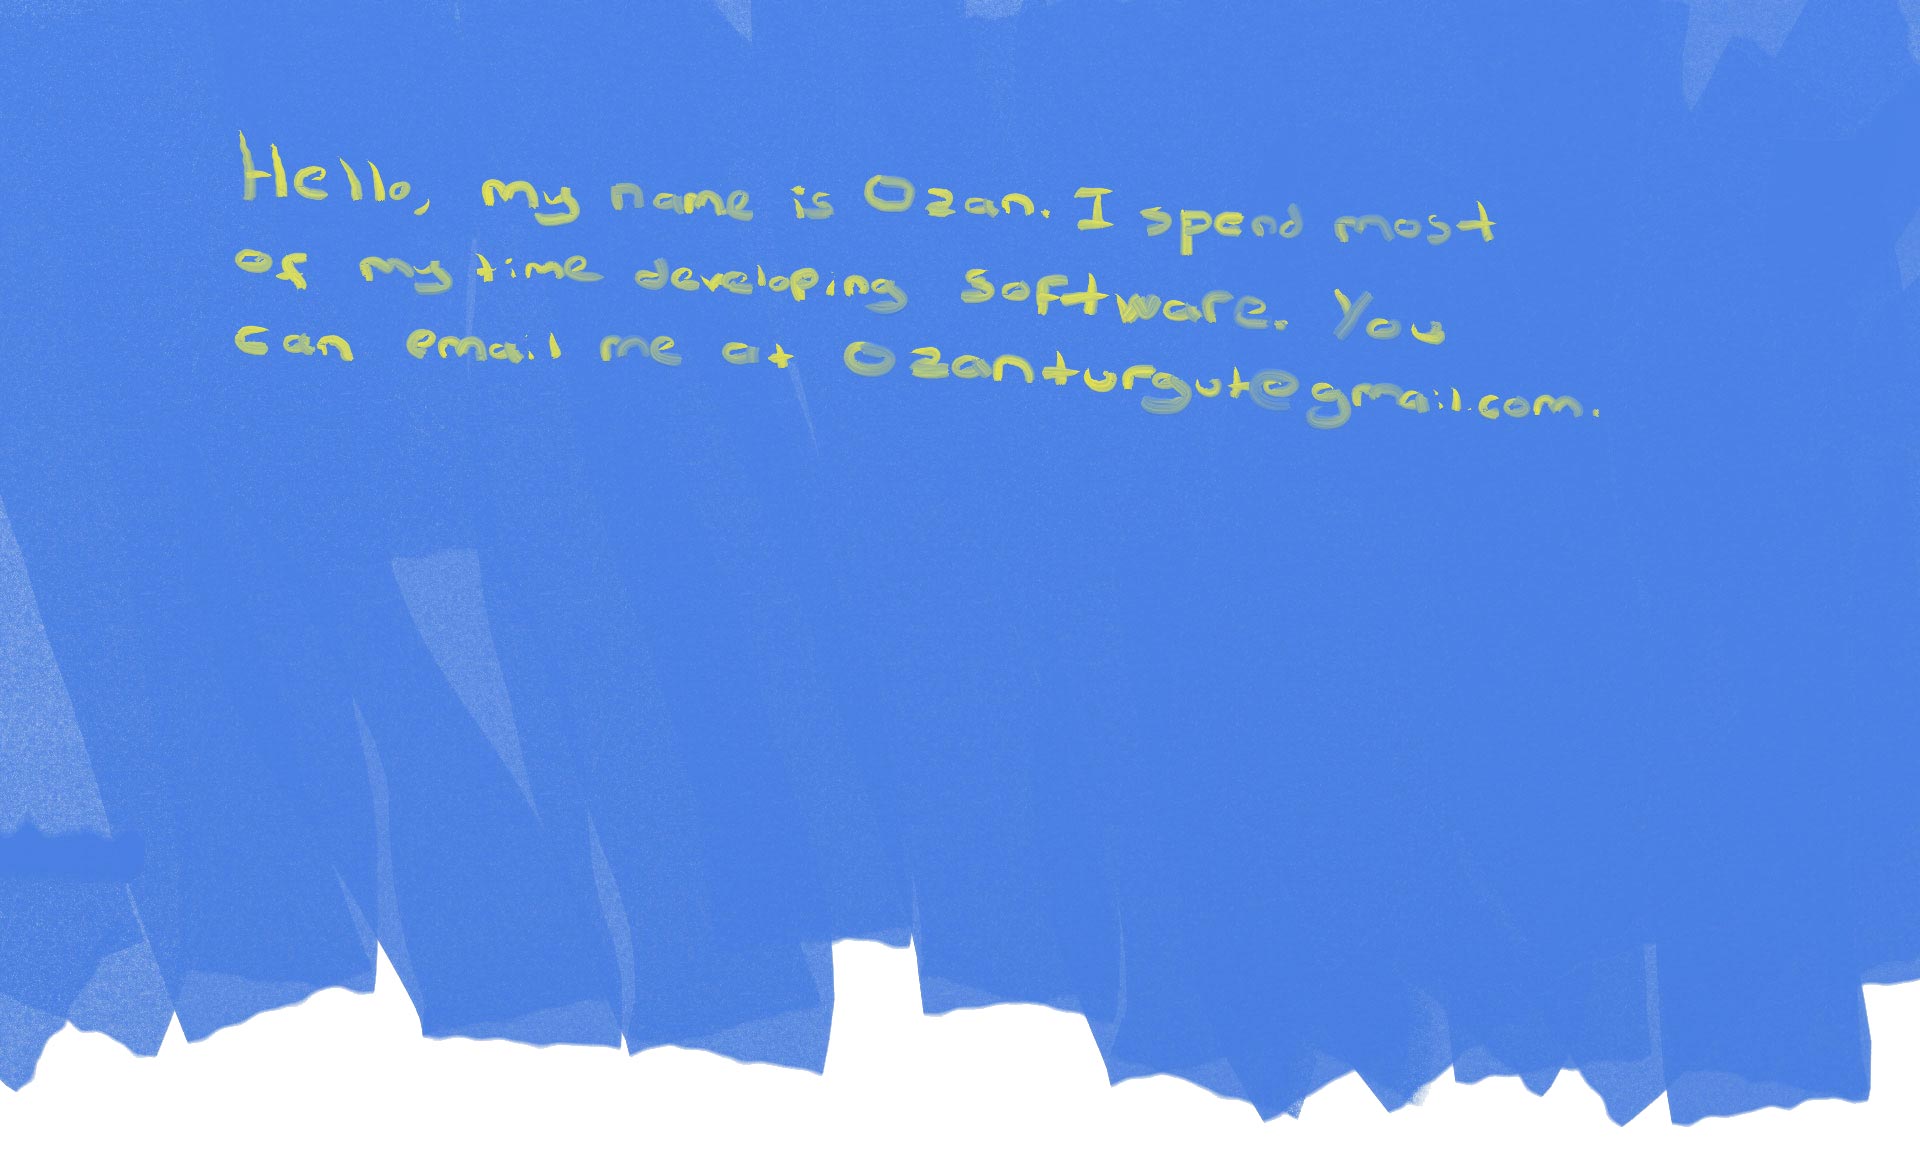 Hello, my name is Ozan. I spend most
of my time developing software. You
can email me at Ozanturgut@gmail.com.